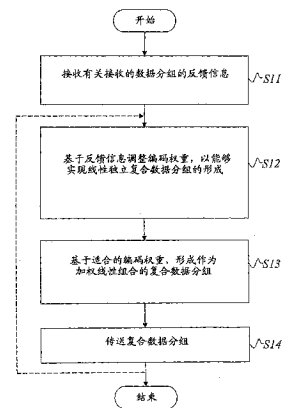 开始
接收有关接收的数据分组的反馈信息
S11
基于反馈信息调整编码权重,以能够
实现线性独立复合数据分组的形成
S12
基于适合的编码权重,形成作为
加权线性组合的复合数据分组
S13
传送复合数据分组
S14
结束